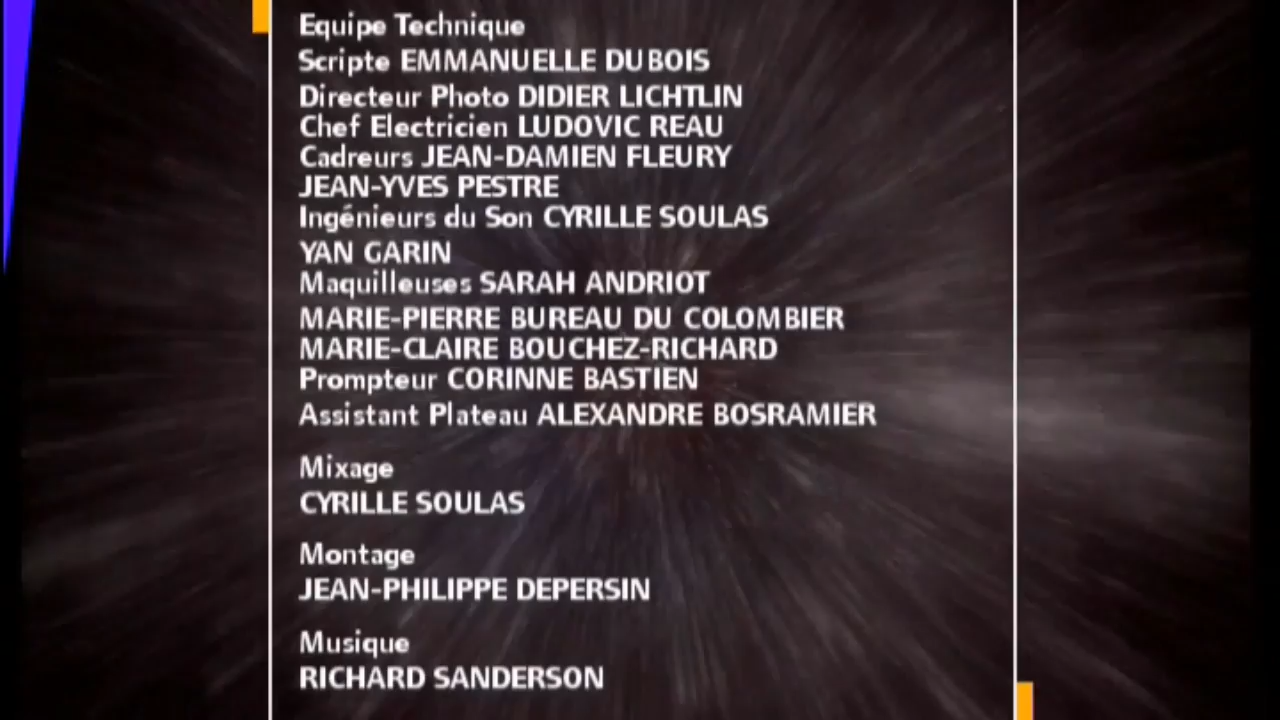 Equipe Technique
Scripte EMMANUELLE DUBOIS
Directeur Photo DIDIER LICHTLIN
Chef Electricien LUDOVIC REAU
Cadreurs JEAN-DAMIEN FLEURY
JEAN-YVES PESTRE
Ingénieurs du Son CYRILLE SOULAS
YAN GARIN
Maquilleuses SARAH ANDRIOT
MARIE-PIERRE BUREAU DU COLOMBIER
MARIE-CLAIRE BOUCHEZ-RICHARD
Prompteur CORINNE BASTIEN
Assistant Plateau ALEXANDRE BOSRAMIER
Mixage
CYRILLE SOULAS
Montage
JEAN-PHILIPPE DEPERSIN
Musique
RICHARD SANDERSON